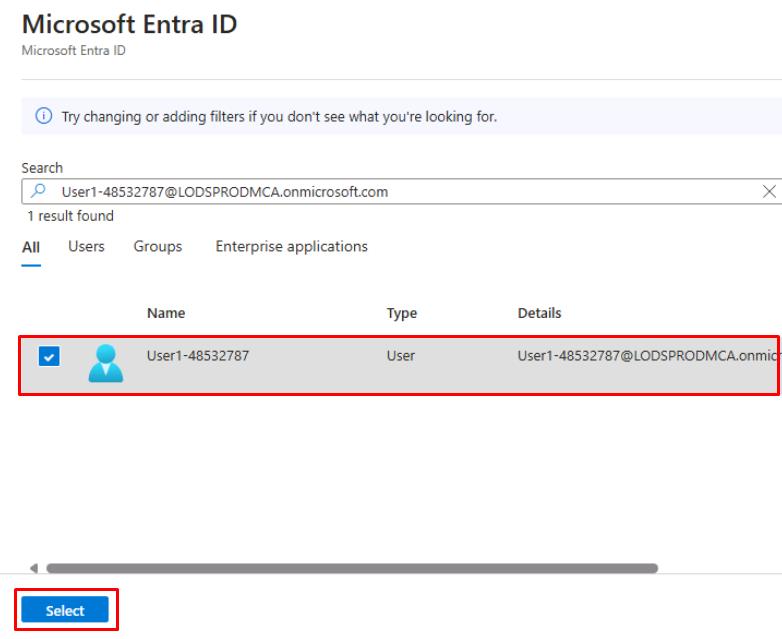 Microsoft Entra ID
Microsoft Entra ID
Try changing or adding filters if you don't see what you're looking for.
Search
User1-48532787@LODSPRODMCA.onmicrosoft.com
1 result found
All Users Groups Enterprise applications
Name Type Details
User1-48532787 User User1-48532787@LODSPRODMCA.onmic
Select